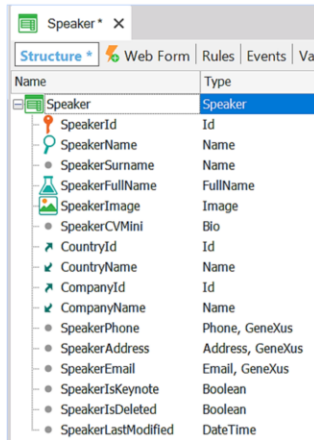 Speaker * ×
Structure * Web Form Rules Events Va
Name Type
Speaker Speaker
SpeakerId Id
SpeakerName Name
SpeakerSurname Name
SpeakerFullName FullName
SpeakerImage Image
SpeakerCVMini Bio
CountryId Id
CountryName Name
CompanyId Id
CompanyName Name
SpeakerPhone Phone, GeneXus
SpeakerAddress Address, GeneXus
SpeakerEmail Email, GeneXus
SpeakerIsKeynote Boolean
SpeakerIsDeleted Boolean
SpeakerLastModified DateTime